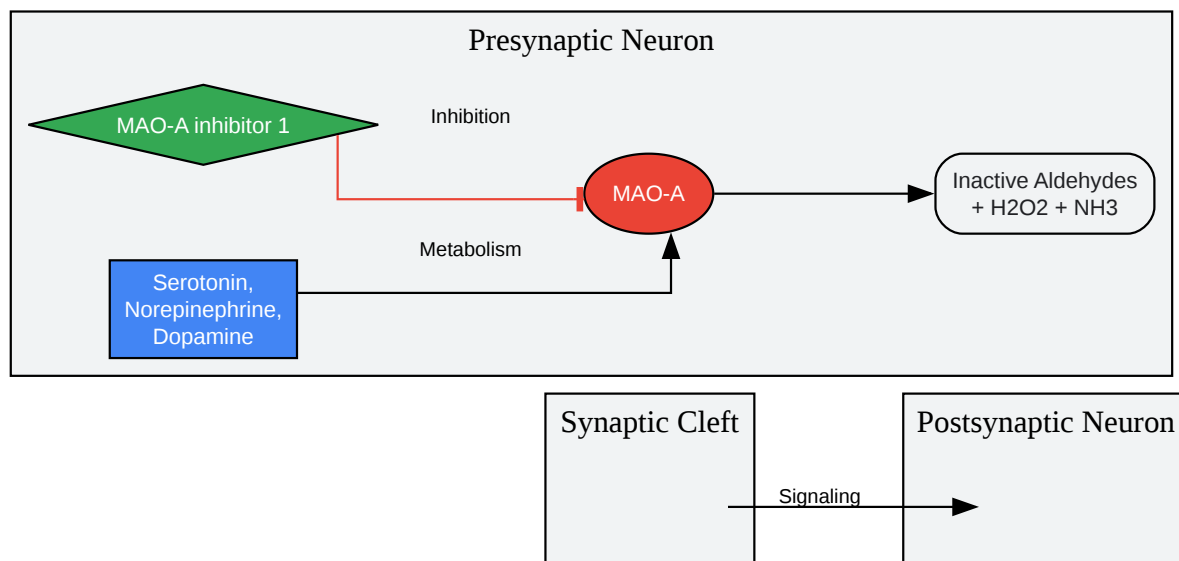 Presynaptic Neuron
MAO-A inhibitor 1
Inhibition
MAO-A
Inactive Aldehydes
+ H2O2 + NH3
Metabolism
Serotonin,
Norepinephrine,
Dopamine
Synaptic Cleft
Postsynaptic Neuron
Signaling